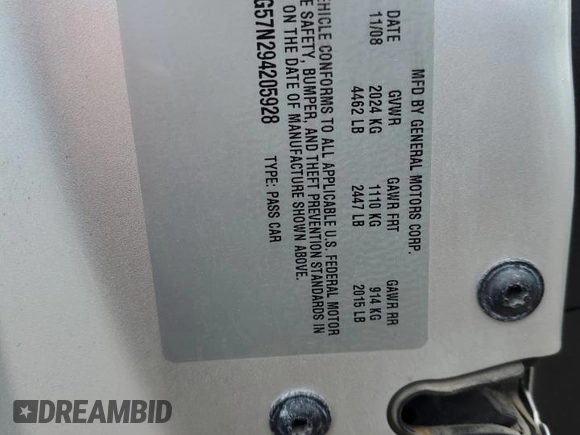 MFD BY GENERAL MOTORS CORP.
DATE GVWR GAWR FRT GAWR RR
11/08 2024 KG 1110 KG 914 KG
4462 LB 2447 LB 2015 LB
VEHICLE CONFORMS TO ALL APPLICABLE U.S. FEDERAL MOTOR
SAFETY, BUMPER, AND THEFT PREVENTION STANDARDS IN
ON THE DATE OF MANUFACTURE SHOWN ABOVE.
G57N294205928 TYPE: PASS CAR
DREAMBID